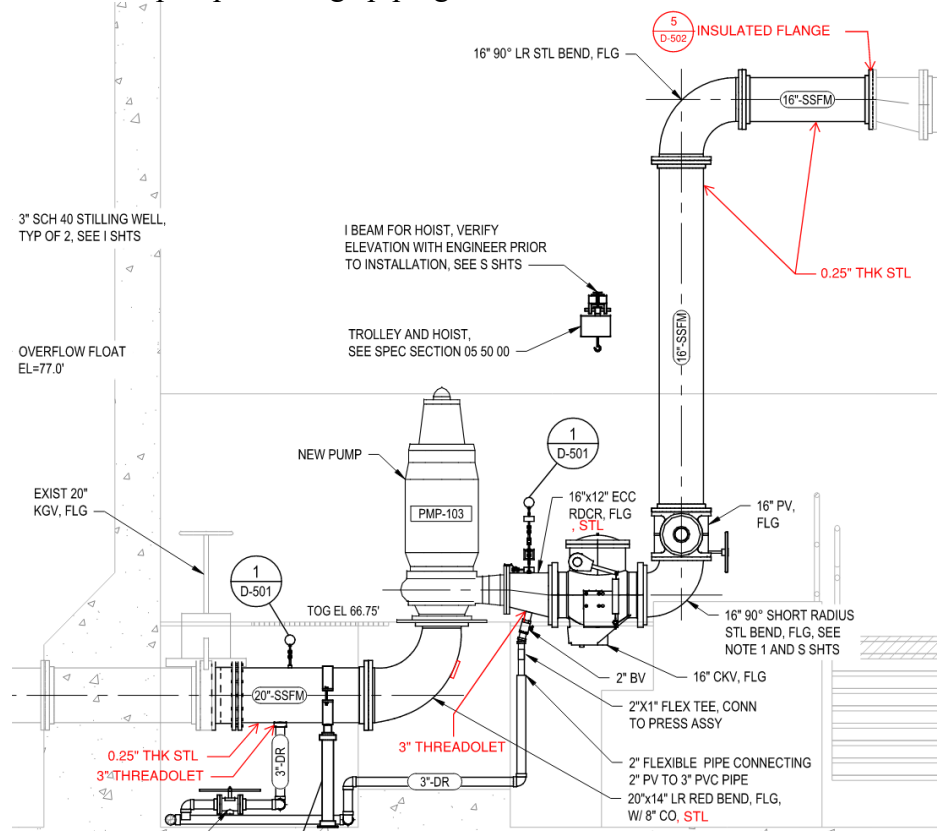 5
D-502
INSULATED FLANGE
16" 90° LR STL BEND, FLG
16"-SSFM
3" SCH 40 STILLING WELL,
TYP OF 2, SEE I SHTS
I BEAM FOR HOIST, VERIFY
ELEVATION WITH ENGINEER PRIOR
TO INSTALLATION, SEE S SHTS
0.25" THK STL
16"-SSFM
TROLLEY AND HOIST,
SEE SPEC SECTION 05 50 00
OVERFLOW FLOAT
EL=77.0'
1
D-501
NEW PUMP
EXIST 20"
KGV, FLG
PMP-103
16"x12" ECC
RDCR, FLG
, STL
16" PV,
FLG
1
D-501
TOG EL 66.75'
16" 90° SHORT RADIUS
STL BEND, FLG, SEE
NOTE 1 AND S SHTS
2" BV
16" CKV, FLG
20"-SSFM
2"X1" FLEX TEE, CONN
TO PRESS ASSY
0.25" THK STL
3" THREADOLET
3" THREADOLET
3"-DR
3"-DR
2" FLEXIBLE PIPE CONNECTING
2" PV TO 3" PVC PIPE
20"x14" LR RED BEND, FLG,
W/ 8" CO, STL